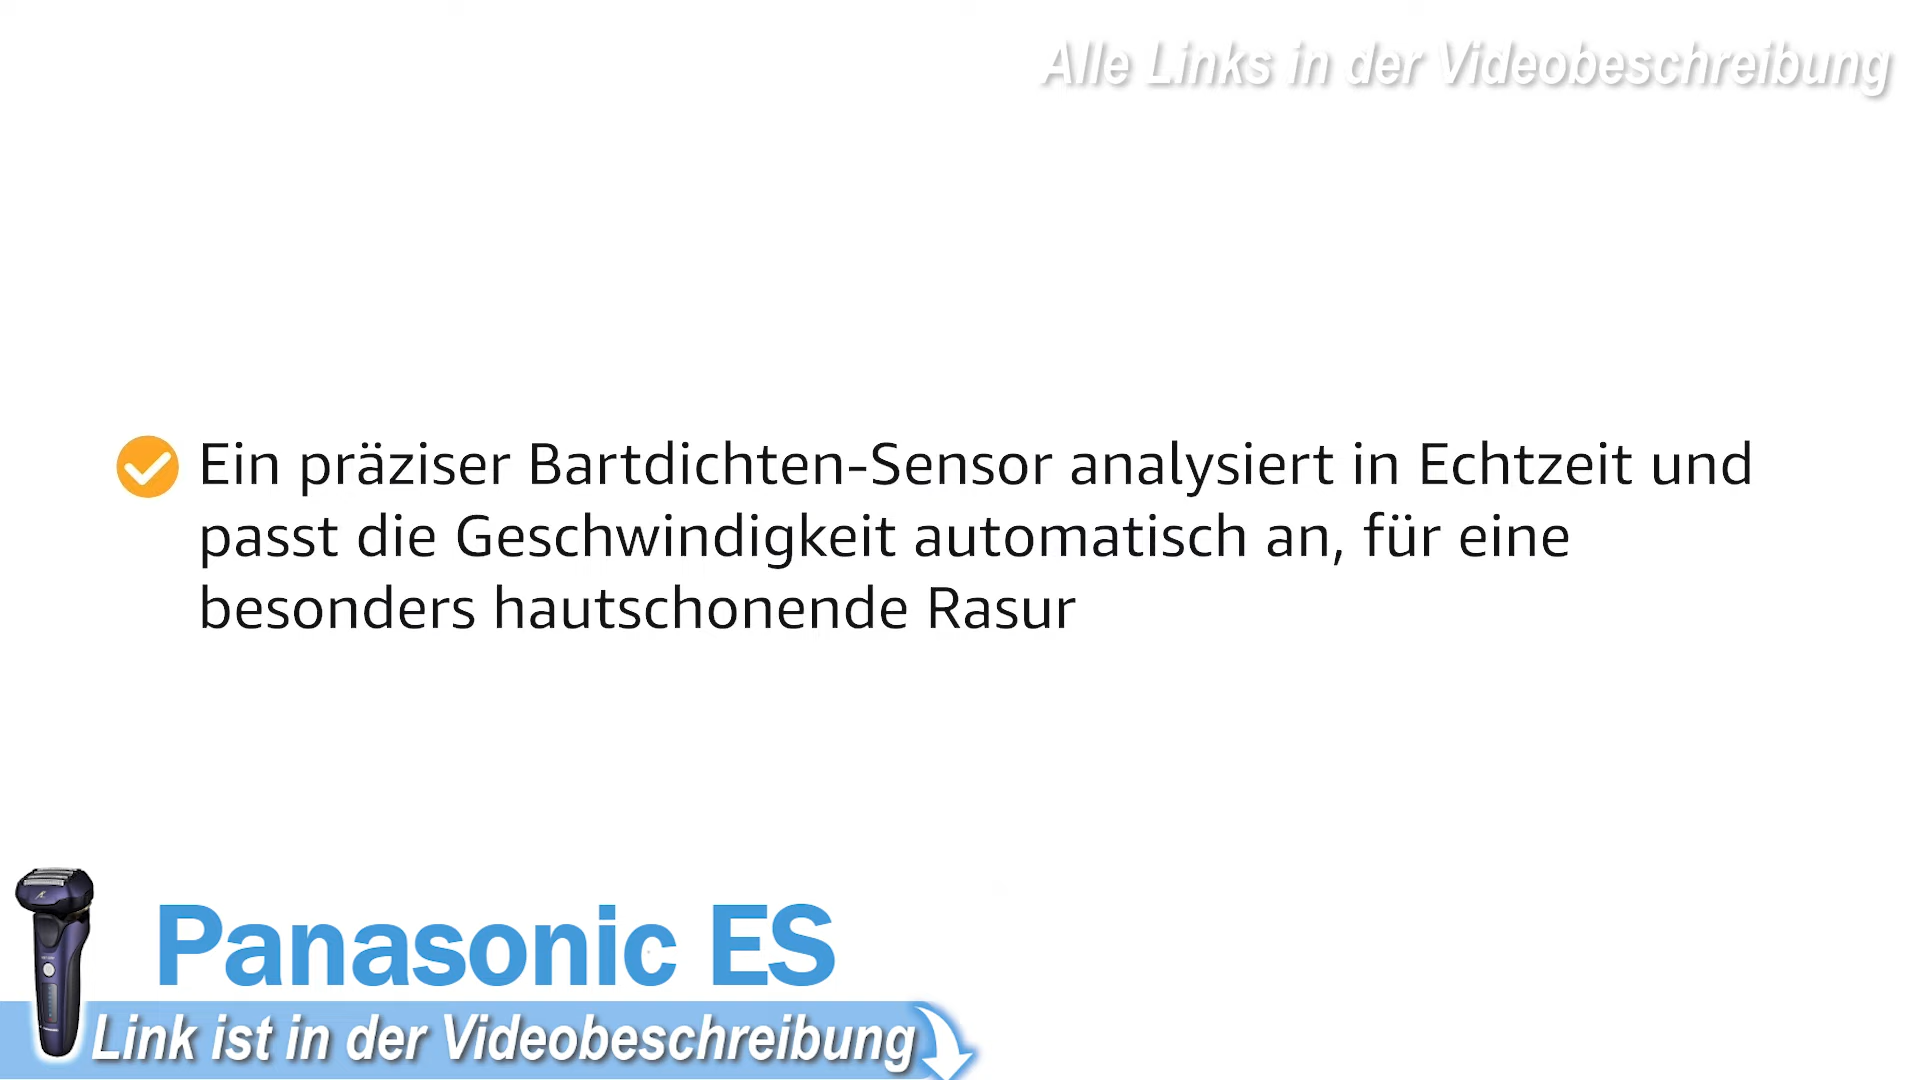 Alle Links in der Videobeschreibung
Ein präziser Bartdichten-Sensor analysiert in Echtzeit und
passt die Geschwindigkeit automatisch an, für eine
besonders hautschonende Rasur
Panasonic ES
Link ist in der Videobeschreibung